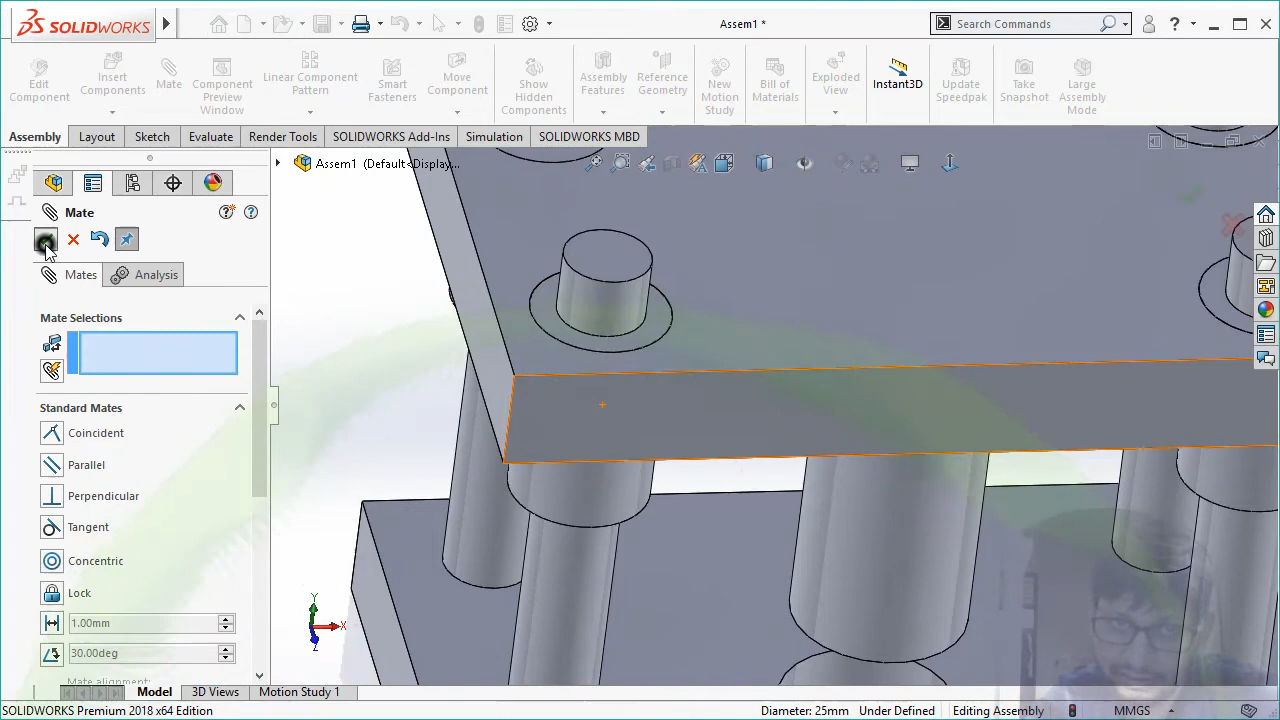 SOLIDWORKS
Assem1 *
Search Commands
?
Edit Component
Insert Components
Mate
Component Preview Window
Linear Component Pattern
Smart Fasteners
Move Component
Show Hidden Components
Assembly Features
Reference Geometry
New Motion Study
Bill of Materials
Exploded View
Instant3D
Update Speedpak
Take Snapshot
Large Assembly Mode
Assembly
Layout
Sketch
Evaluate
Render Tools
SOLIDWORKS Add-Ins
Simulation
SOLIDWORKS MBD
Assem1 (Default<Display...
Mate
Mates
Analysis
Mate Selections
Standard Mates
Coincident
Parallel
Perpendicular
Tangent
Concentric
Lock
1.00mm
30.00deg
Mate alignment:
Y
X
Z
Model
3D Views
Motion Study 1
SOLIDWORKS Premium 2018 x64 Edition
Diameter: 25mm
Under Defined
Editing Assembly
MMGS